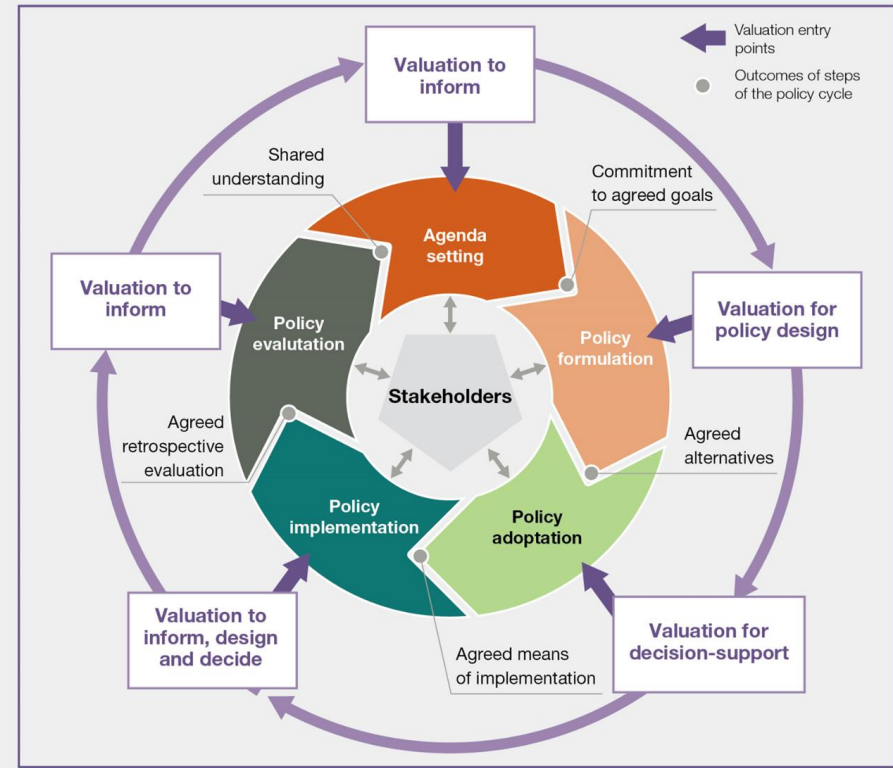 Valuation entry
points
Outcomes of steps
of the policy cycle
Valuation to
inform
Shared
understanding
Commitment
to agreed goals
Agenda
setting
Valuation to
inform
Policy
evalutation
Policy
formulation
Valuation for
policy design
Stakeholders
Agreed
retrospective
evaluation
Agreed
alternatives
Policy
implementation
Policy
adoptation
Valuation to
inform, design
and decide
Agreed means
of implementation
Valuation for
decision-support